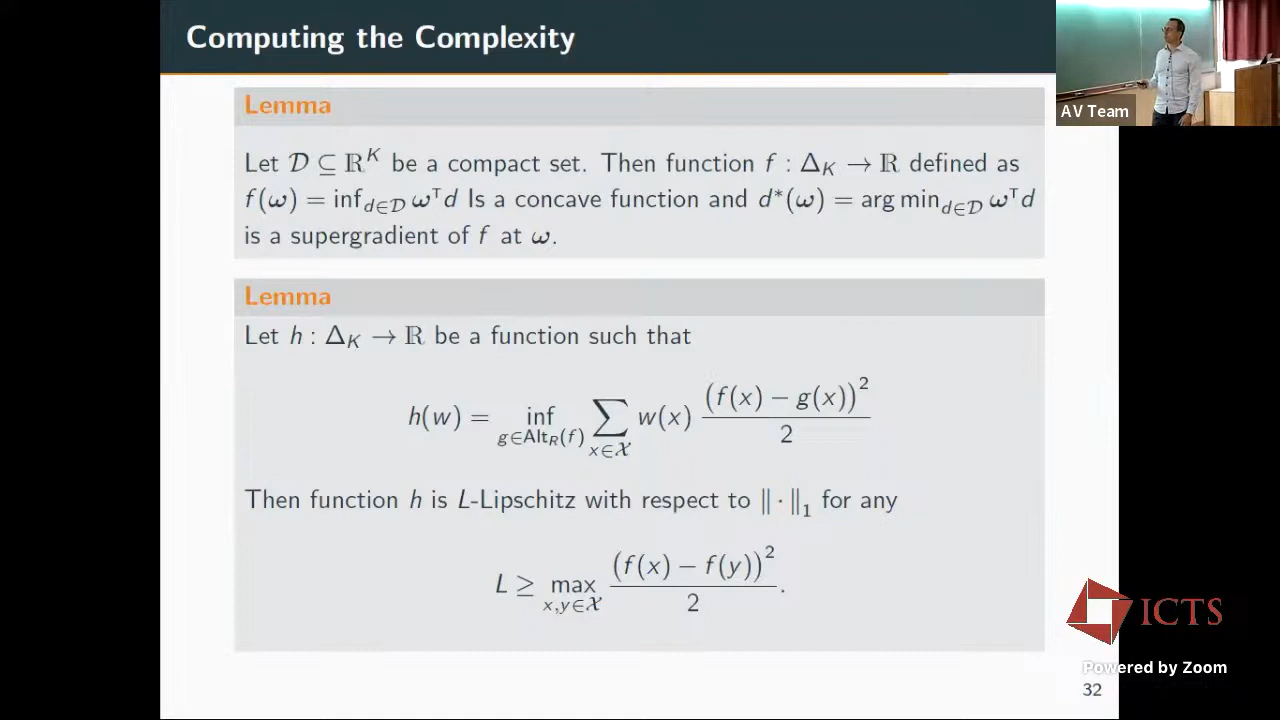 Computing the Complexity
AV Team
Lemma
Let 𝒟 ⊆ ℝ^K be a compact set. Then function f : Δ_K → ℝ defined as
f(ω) = inf_{d∈𝒟} ω^⊤d Is a concave function and d*(ω) = arg min_{d∈𝒟} ω^⊤d
is a supergradient of f at ω.
Lemma
Let h : Δ_K → ℝ be a function such that
h(w) = inf_{g∈Alt_R(f)} ∑_{x∈𝒳} w(x) (f(x) − g(x))^2 / 2
Then function h is L-Lipschitz with respect to ‖ · ‖_1 for any
L ≥ max_{x,y∈𝒳} (f(x) − f(y))^2 / 2 .
ICTS
Powered by Zoom
32